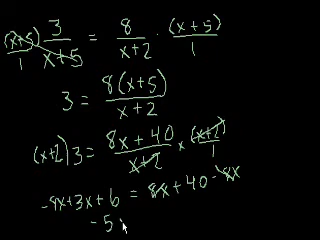 (x+5)/1 3/(x+5) = 8/(x+2) · (x+5)/1
3 = 8(x+5)/(x+2)
(x+2) 3 = (8x+40)/(x+2) × (x+2)/1
-8x+3x+6 = 8x+40-8x
-5